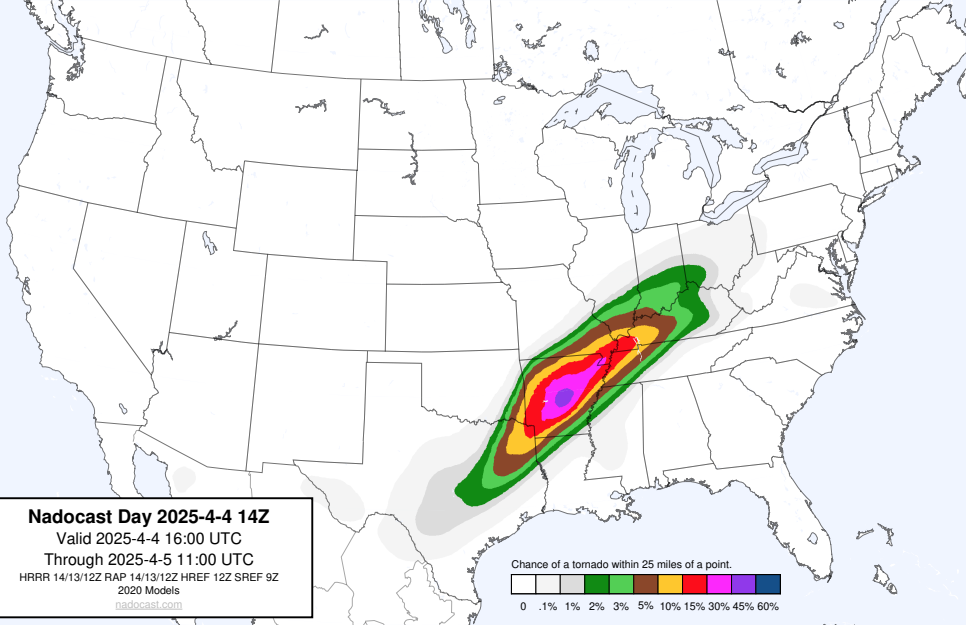 Nadocast Day 2025-4-4 14Z
Valid 2025-4-4 16:00 UTC
Through 2025-4-5 11:00 UTC
HRRR 14/13/12Z RAP 14/13/12Z HREF 12Z SREF 9Z
2020 Models
nadocast.com
Chance of a tornado within 25 miles of a point.
0 .1% 1% 2% 3% 5% 10% 15% 30% 45% 60%